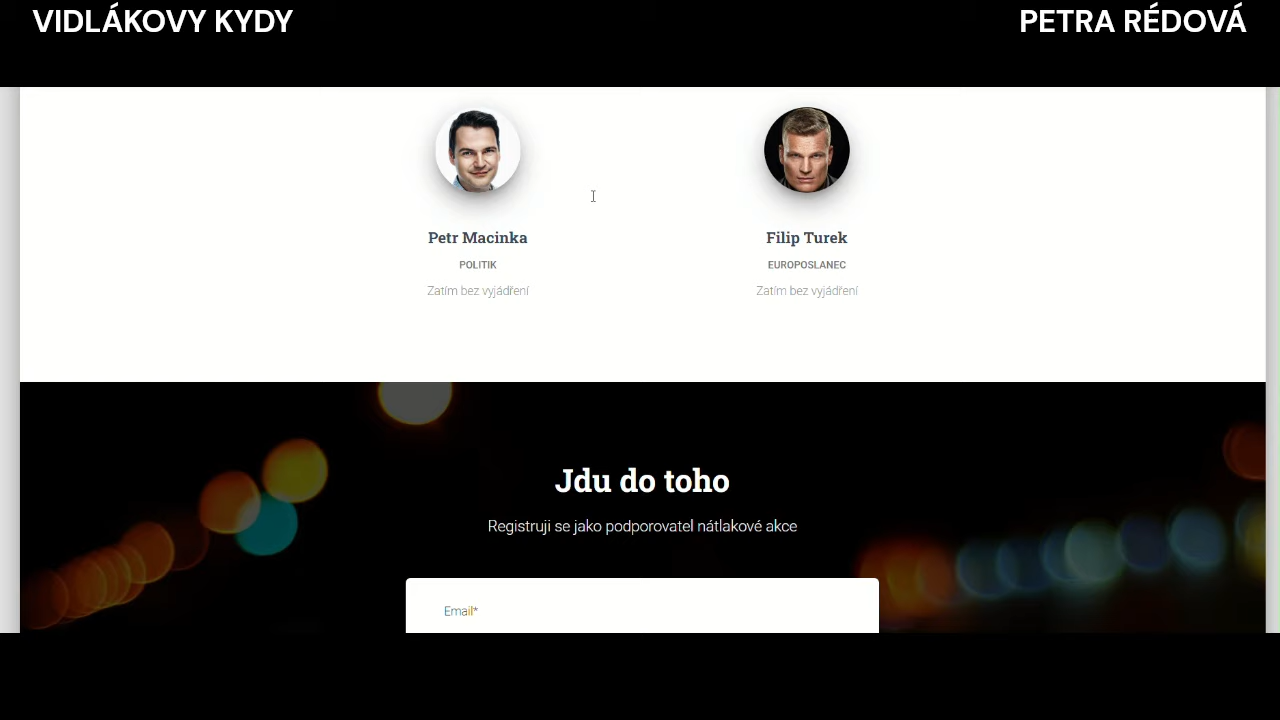 VIDLÁKOVY KYDY
PETRA RÉDOVÁ
Petr Macinka
POLITIK
Zatím bez vyjádření
Filip Turek
EUROPOSLANEC
Zatím bez vyjádření
Jdu do toho
Registruji se jako podporovatel nátlakové akce
Email*